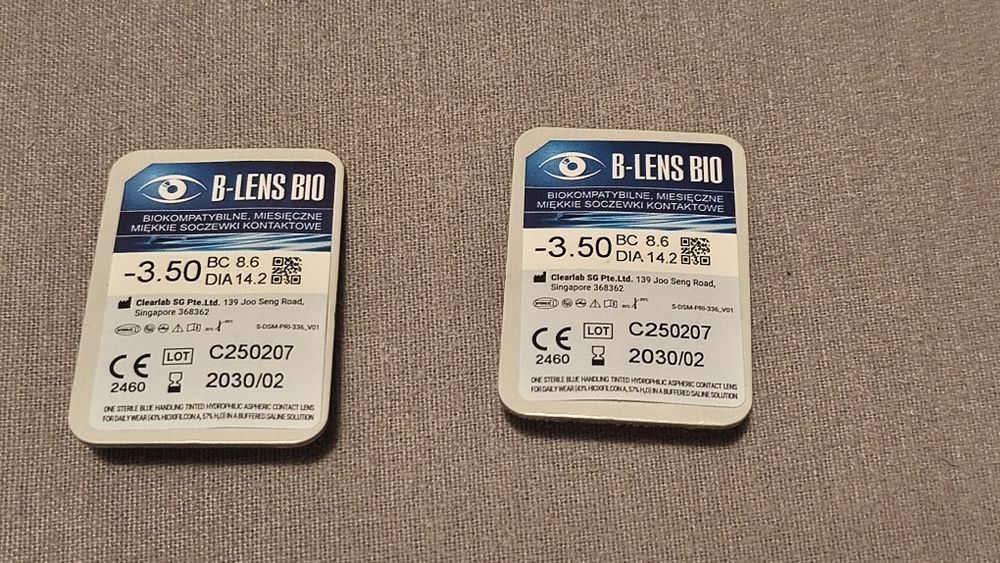 B-LENS BIO
BIOKOMPATYBILNE, MIESIĘCZNE
MIĘKKIE SOCZEWKI KONTAKTOWE
-3.50 BC 8.6
DIA 14.2
Clearlab SG Pte.Ltd. 139 Joo Seng Road,
Singapore 368362
S-DSM-PRI-336_V01
CE LOT C250207
2460 2030/02
ONE STERILE BLUE HANDLING TINTED HYDROPHILIC ASPHERIC CONTACT LENS
FOR DAILY WEAR (43% HIOXIFILCON A, 57% H₂O) IN A BUFFERED SALINE SOLUTION
B-LENS BIO
BIOKOMPATYBILNE, MIESIĘCZNE
MIĘKKIE SOCZEWKI KONTAKTOWE
-3.50 BC 8.6
DIA 14.2
Clearlab SG Pte.Ltd. 139 Joo Seng Road,
Singapore 368362
S-DSM-PRI-336_V01
CE LOT C250207
2460 2030/02
ONE STERILE BLUE HANDLING TINTED HYDROPHILIC ASPHERIC CONTACT LENS
FOR DAILY WEAR (43% HIOXIFILCON A, 57% H₂O) IN A BUFFERED SALINE SOLUTION